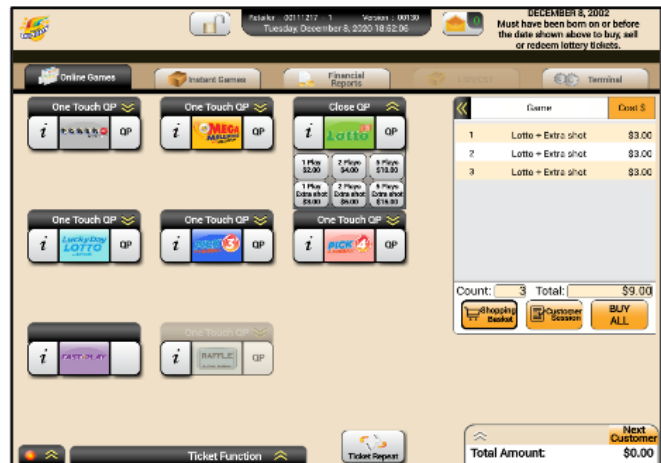 Retailer 00111217 1 Version : 00130
Tuesday, December 8, 2020 18:62:06
DECEMBER 8, 2002
Must have been born on or before
the date shown above to buy, sell
or redeem lottery tickets.
Online Games
Instant Games
Financial
Reports
Terminal
One Touch QP
One Touch QP
Close QP
i QP
i MEGA MILLIONS QP
i Lotto QP
1 Play
$2.00
2 Plays
$4.00
5 Plays
$10.00
1 Play
Extra shot
$3.00
2 Plays
Extra shot
$6.00
5 Plays
Extra shot
$15.00
One Touch QP
One Touch QP
One Touch QP
i LuckyDay LOTTO QP
i PICK 3 QP
i PICK 4 QP
One Touch QP
i FAST PLAY
i RAFFLE QP
Game Cost $
1 Lotto + Extra shot $3.00
2 Lotto + Extra shot $3.00
3 Lotto + Extra shot $3.00
Count: 3 Total: $9.00
Shopping
Basket
Customer
Session
BUY
ALL
Ticket Function
Ticket Repeat
Next
Customer
Total Amount: $0.00